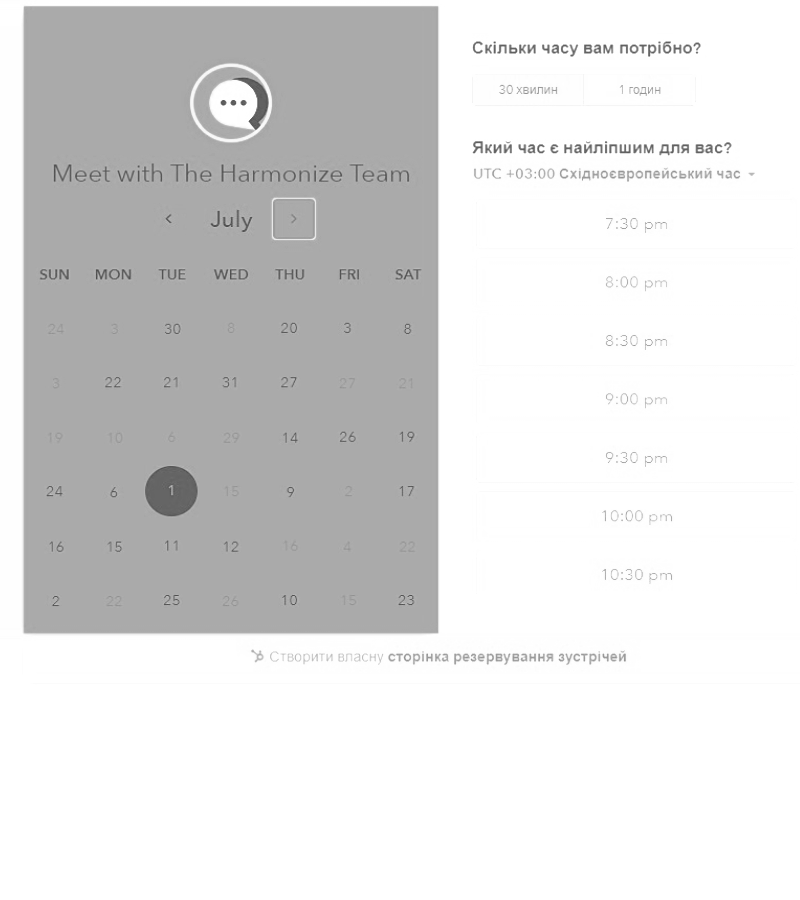 Meet with The Harmonize Team
July
SUN MON TUE WED THU FRI SAT
24 3 30 8 20 3 8
3 22 21 31 27 27 21
19 10 6 29 14 26 19
24 6 1 15 9 2 17
16 15 11 12 16 4 22
2 22 25 26 10 15 23
Скільки часу вам потрібно?
30 хвилин 1 годин
Який час є найліпшим для вас?
UTC +03:00 Східноєвропейський час
7:30 pm
8:00 pm
8:30 pm
9:00 pm
9:30 pm
10:00 pm
10:30 pm
Створити власну сторінка резервування зустрічей